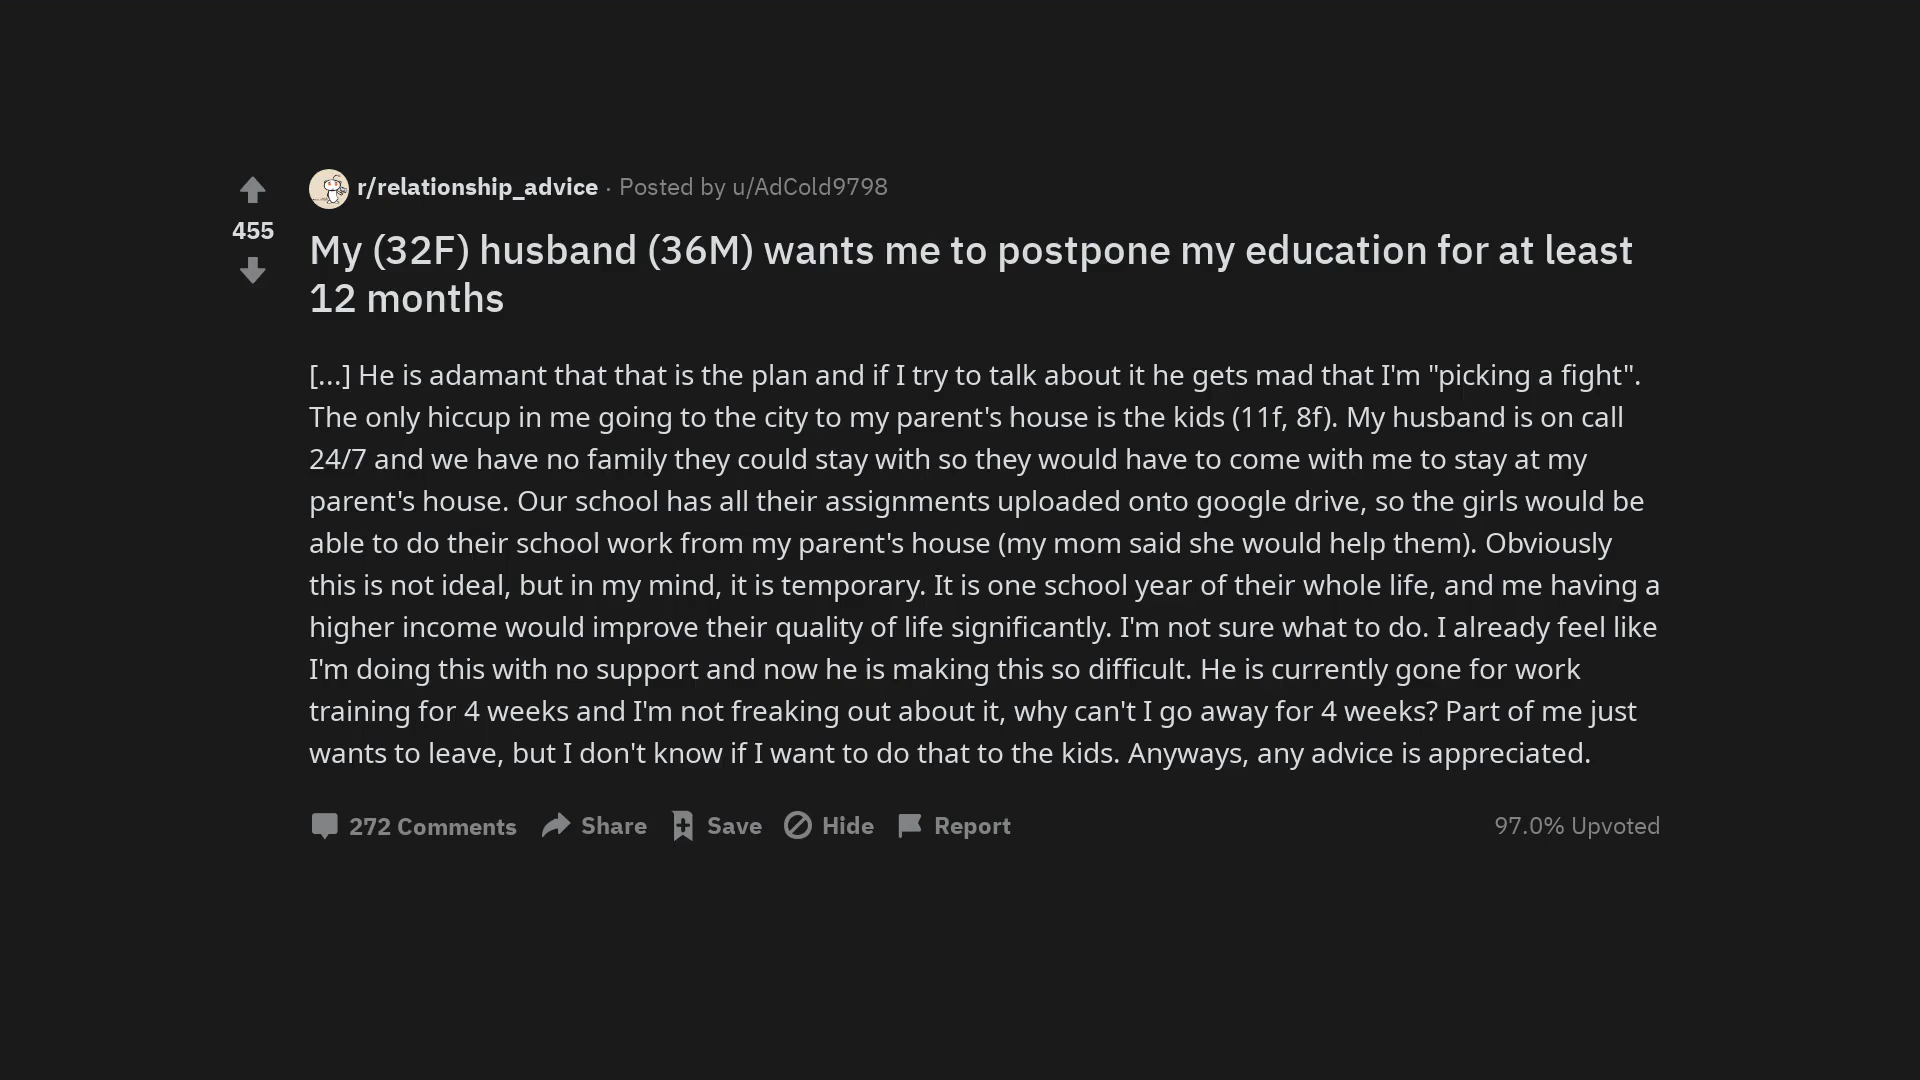 r/relationship_advice · Posted by u/AdCold9798
455
My (32F) husband (36M) wants me to postpone my education for at least
12 months
[...] He is adamant that that is the plan and if I try to talk about it he gets mad that I'm "picking a fight".
The only hiccup in me going to the city to my parent's house is the kids (11f, 8f). My husband is on call
24/7 and we have no family they could stay with so they would have to come with me to stay at my
parent's house. Our school has all their assignments uploaded onto google drive, so the girls would be
able to do their school work from my parent's house (my mom said she would help them). Obviously
this is not ideal, but in my mind, it is temporary. It is one school year of their whole life, and me having a
higher income would improve their quality of life significantly. I'm not sure what to do. I already feel like
I'm doing this with no support and now he is making this so difficult. He is currently gone for work
training for 4 weeks and I'm not freaking out about it, why can't I go away for 4 weeks? Part of me just
wants to leave, but I don't know if I want to do that to the kids. Anyways, any advice is appreciated.
272 Comments Share Save Hide Report 97.0% Upvoted